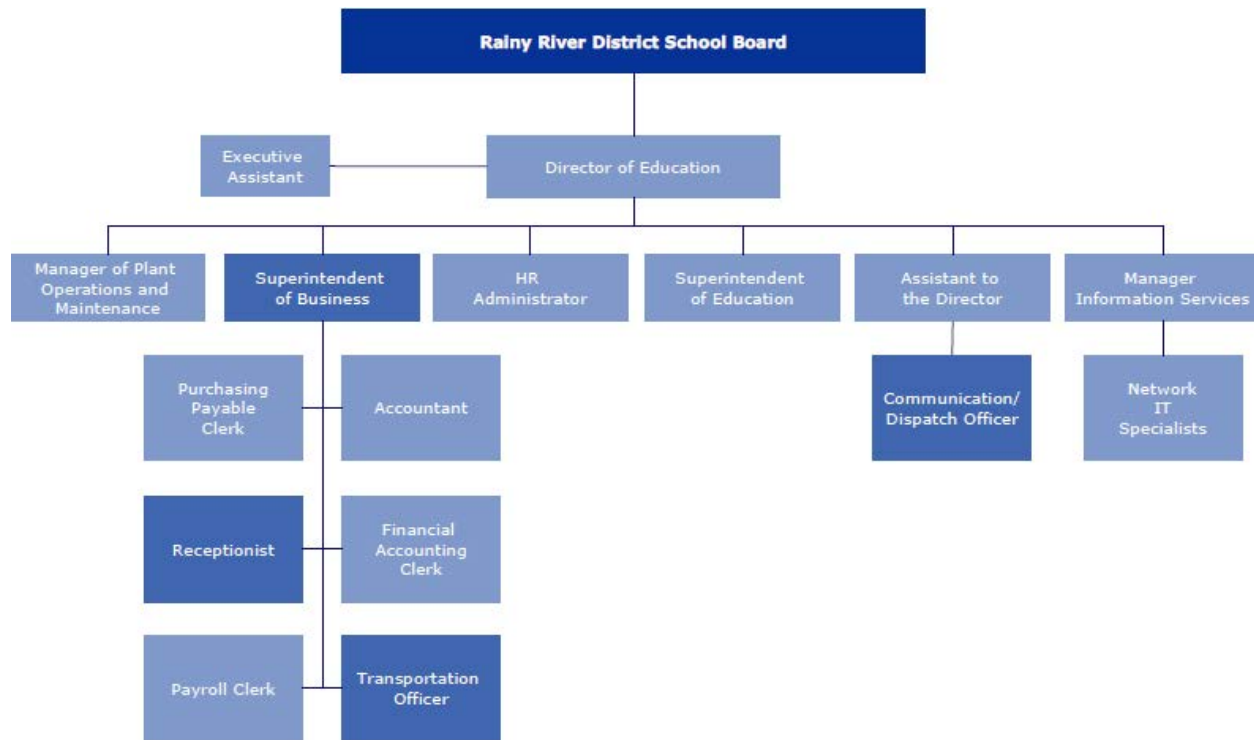 Rainy River District School Board
Executive
Assistant
Director of Education
Manager of Plant
Operations and
Maintenance
Superintendent
of Business
HR
Administrator
Superintendent
of Education
Assistant to
the Director
Manager
Information Services
Purchasing
Payable
Clerk
Accountant
Communication/
Dispatch Officer
Network
IT
Specialists
Receptionist
Financial
Accounting
Clerk
Payroll Clerk
Transportation
Officer